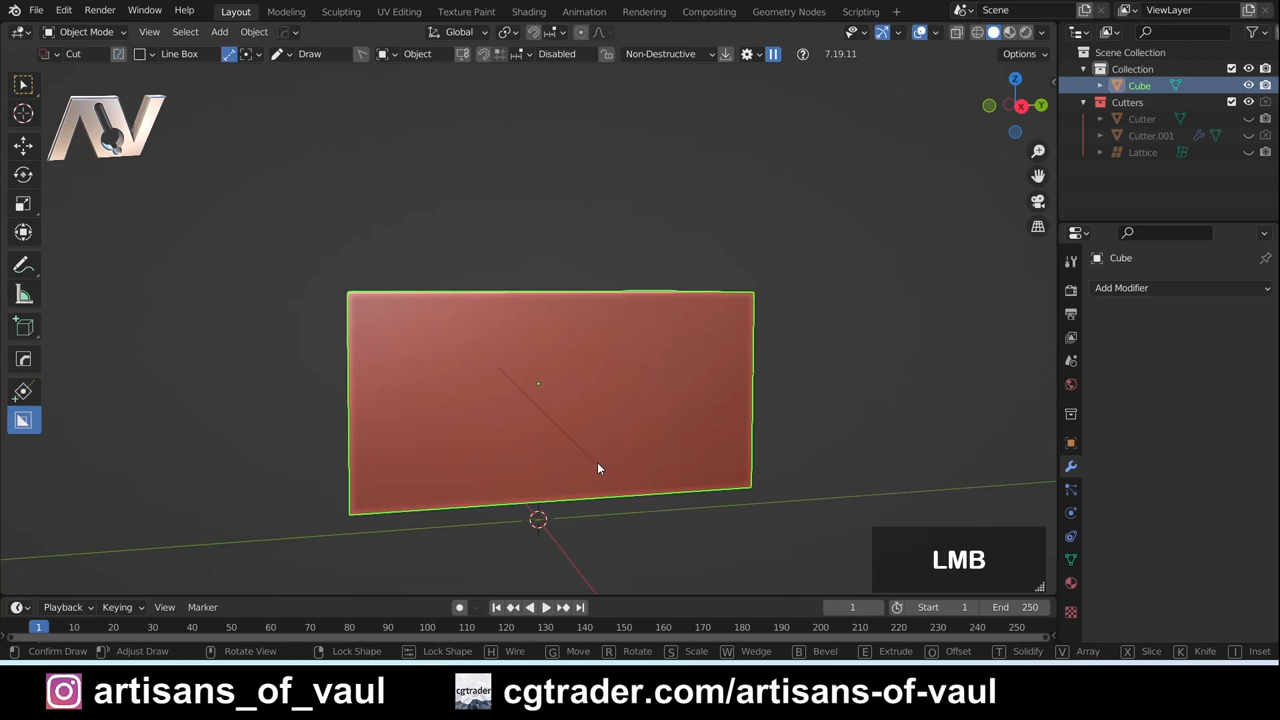 File Edit Render Window Help Layout Modeling Sculpting UV Editing Texture Paint Shading Animation Rendering Compositing Geometry Nodes Scripting + Scene ViewLayer
Object Mode View Select Add Object Global
Cut Line Box Draw Object Disabled Non-Destructive 7.19.11 Options
Scene Collection
Collection
Cube
Cutters
Cutter
Cutter.001
Lattice
X
Y
Z
AV
Cube
Add Modifier
LMB
Playback Keying View Marker 1 Start 1 End 250
1 10 20 30 40 50 60 70 80 90 100 110 120 130 140 150 160 170 180 190 200 210 220 230 240 250
Confirm Draw Adjust Draw Rotate View Lock Shape Lock Shape H Wire G Move R Rotate S Scale W Wedge B Bevel E Extrude O Offset T Solidify V Array X Slice K Knife I Inset
artisans_of_vaul cgtrader cgtrader.com/artisans-of-vaul